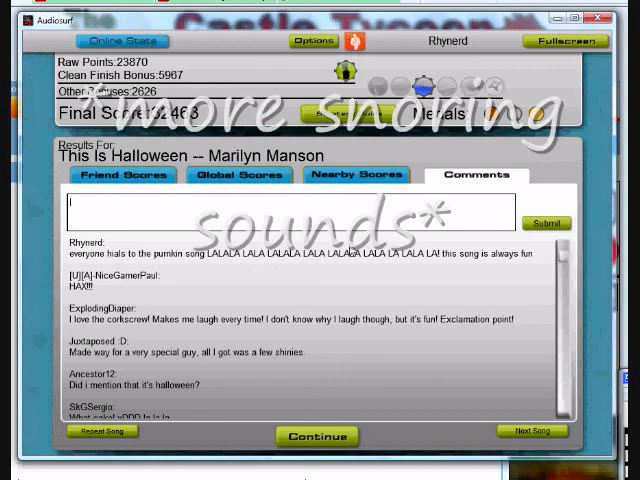 The Castle Tycoon
Audiosurf
Online Stats
Options
Rhynerd
Fullscreen
Raw Points:23870
Clean Finish Bonus:5967
Other Bonuses:2626
Final Score:32463
Medals:
*more snoring
Results For:
This Is Halloween -- Marilyn Manson
Friend Scores
Global Scores
Nearby Scores
Comments
Submit
sounds*
Rhynerd:
everyone hials to the pumkin song LALALA LALA LALALA LALA LALALA LALA LA LALA LA! this song is always fun
[U][A]-NiceGamerPaul:
HAX!!!
ExplodingDiaper:
I love the corkscrew! Makes me laugh every time! I don't know why I laugh though, but it's fun! Exclamation point!
Juxtaposed :D:
Made way for a very special guy, all I got was a few shinies.
Ancestor12:
Did i mention that it's halloween?
SkGSergio:
Repeat Song
Continue
Next Song